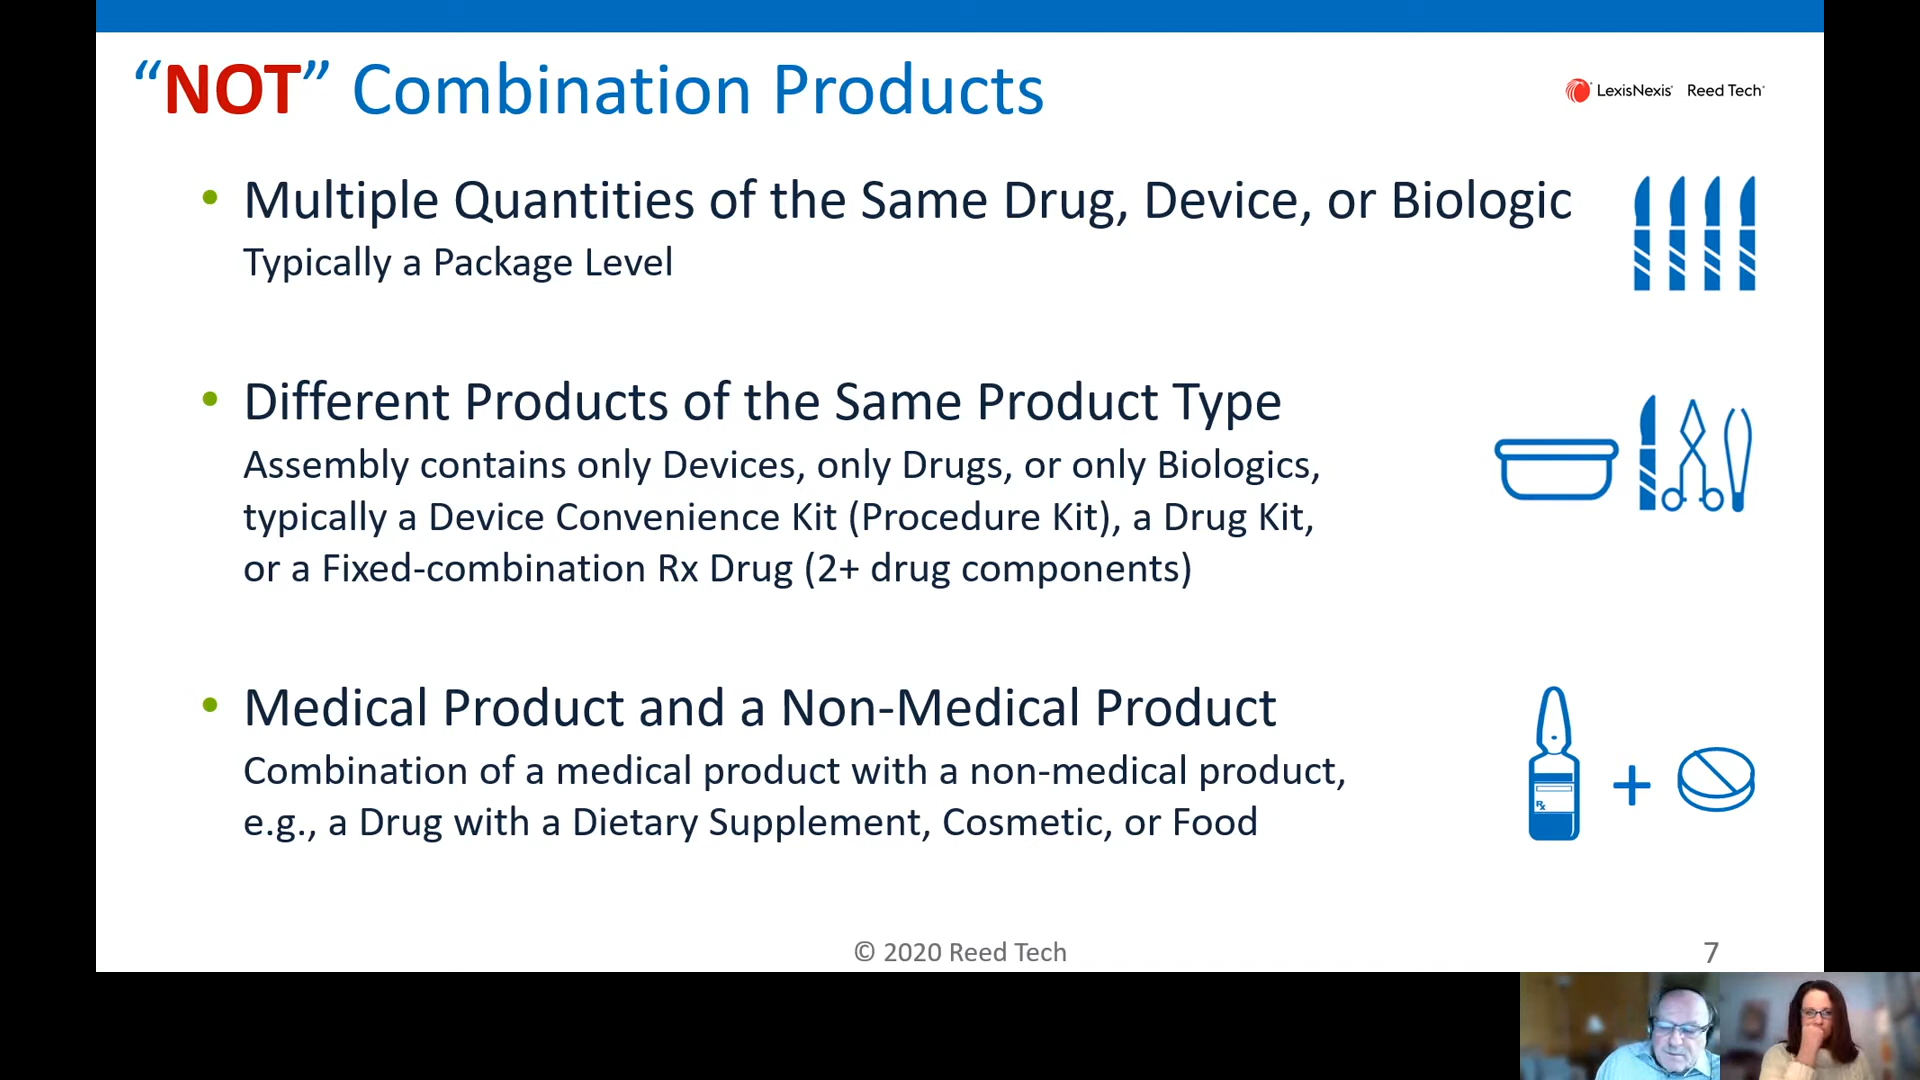 “NOT” Combination Products
LexisNexis® Reed Tech®
• Multiple Quantities of the Same Drug, Device, or Biologic
Typically a Package Level
• Different Products of the Same Product Type
Assembly contains only Devices, only Drugs, or only Biologics,
typically a Device Convenience Kit (Procedure Kit), a Drug Kit,
or a Fixed-combination Rx Drug (2+ drug components)
• Medical Product and a Non-Medical Product
Combination of a medical product with a non-medical product,
e.g., a Drug with a Dietary Supplement, Cosmetic, or Food
Rx
+
© 2020 Reed Tech
7